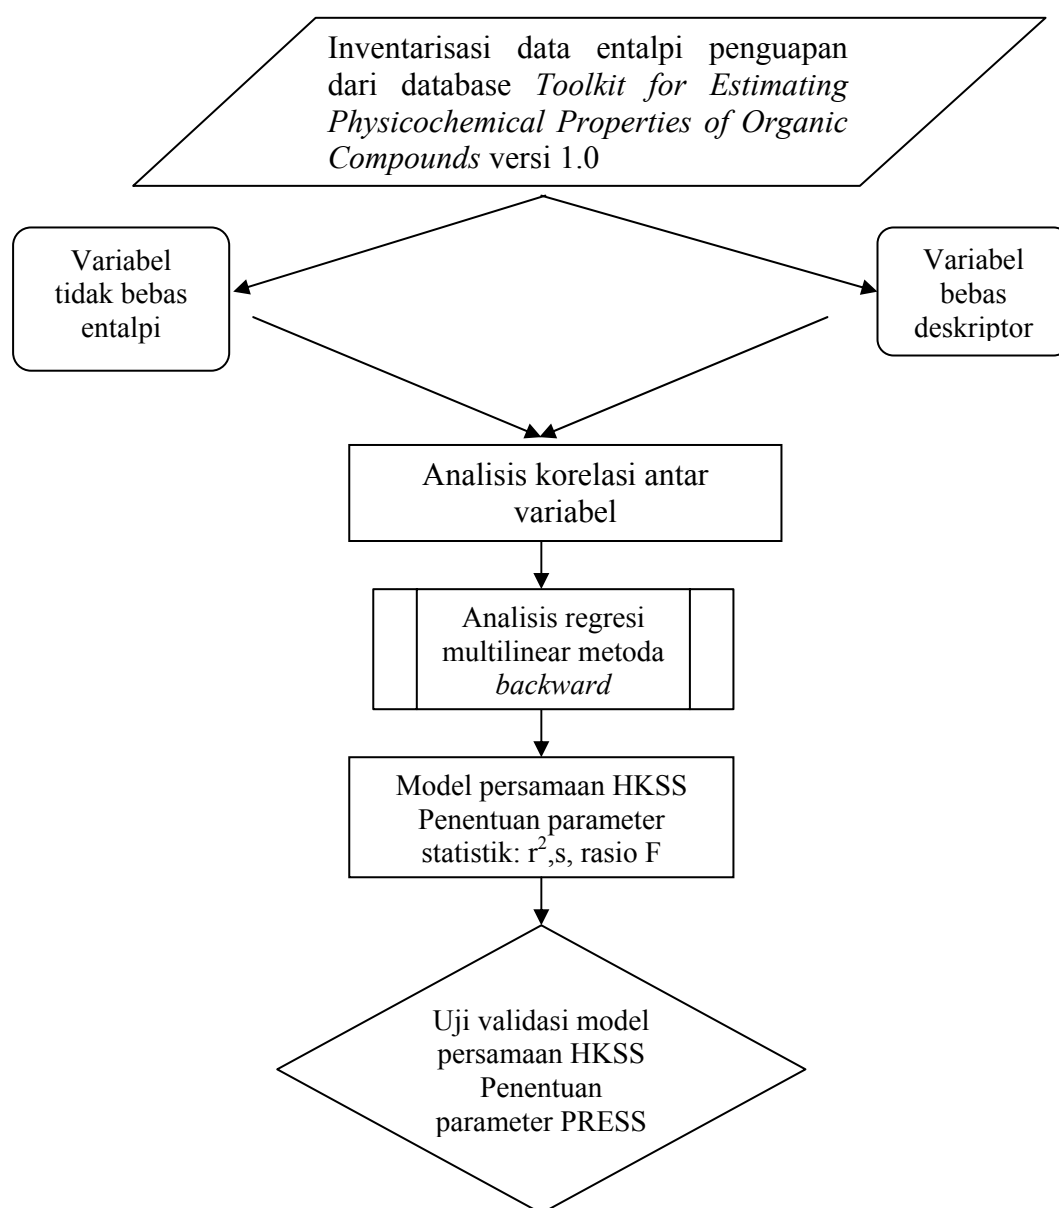 Inventarisasi data entalpi penguapan
dari database Toolkit for Estimating
Physicochemical Properties of Organic
Compounds versi 1.0
Variabel
tidak bebas
entalpi
Variabel
bebas
deskriptor
Analisis korelasi antar
variabel
Analisis regresi
multilinear metoda
backward
Model persamaan HKSS
Penentuan parameter
statistik: r²,s, rasio F
Uji validasi model
persamaan HKSS
Penentuan
parameter PRESS